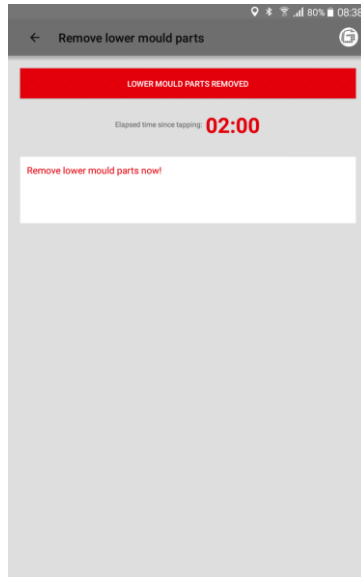 80% 08:38
Remove lower mould parts
LOWER MOULD PARTS REMOVED
Elapsed time since tapping: 02:00
Remove lower mould parts now!